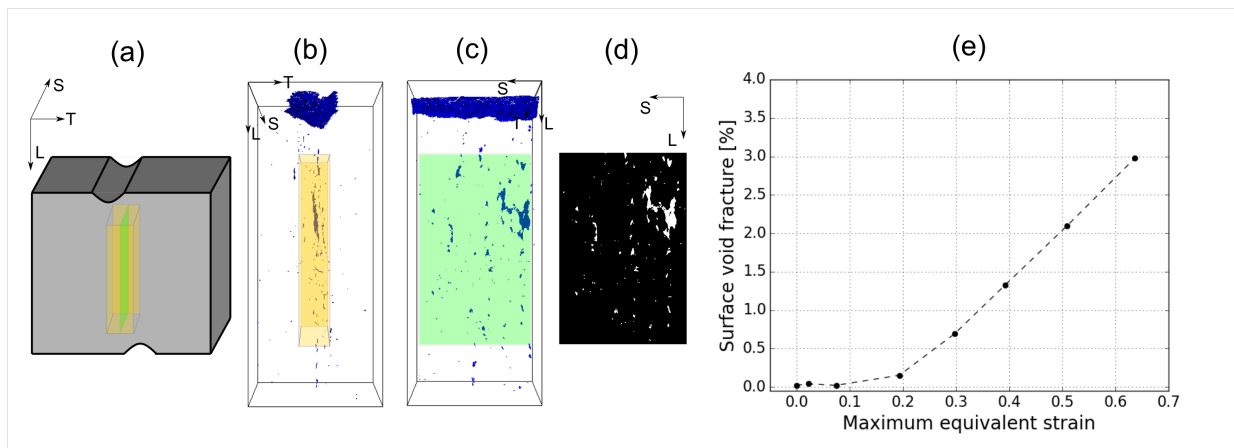 (a)
(b)
(c)
(d)
(e)
S
T
L
T
S
L
S
T
L
S
L
Surface void fracture [%]
4.0
3.5
3.0
2.5
2.0
1.5
1.0
0.5
0.0
0.0 0.1 0.2 0.3 0.4 0.5 0.6 0.7
Maximum equivalent strain